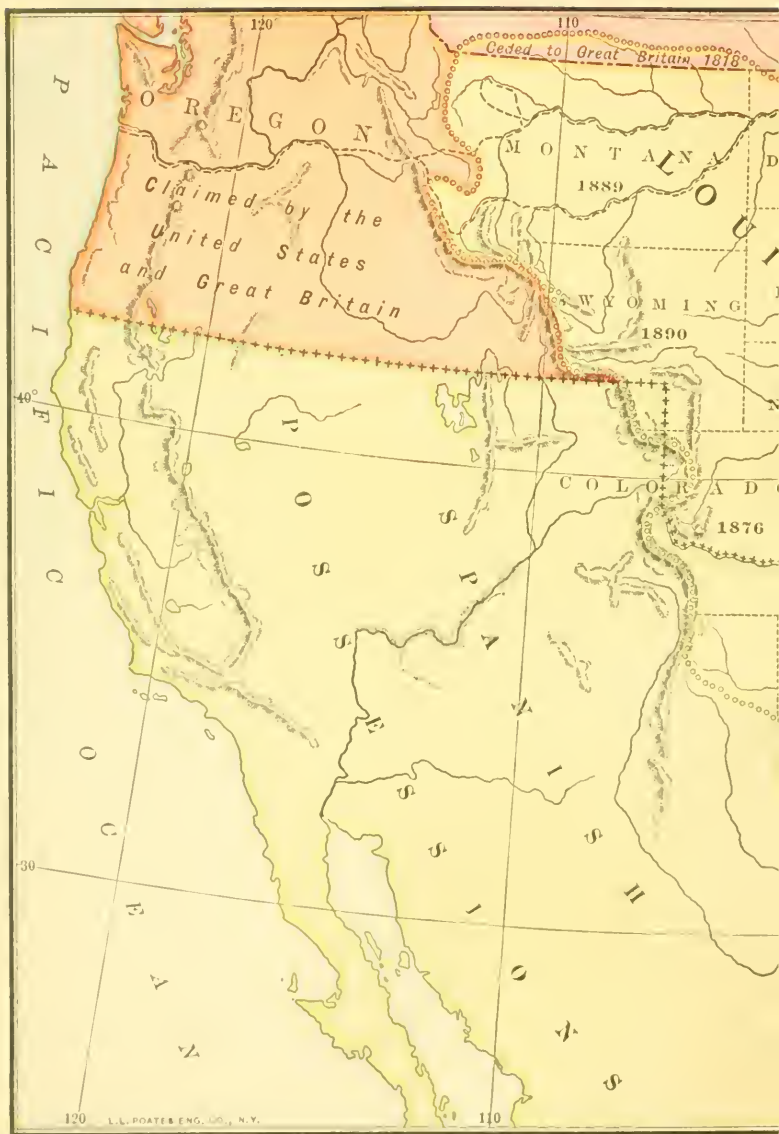 120°
110
Ceded to Great Britain 1818
PACIFIC OCEAN
OREGON
MONTANA
1889
LOUI
Claimed by the
United States
and Great Britain
WYOMING
1890
40°
COLORADO
1876
SPANISH
POSSESSIONS
30
120
110
L.L. POATES ENG. CO., N.Y.